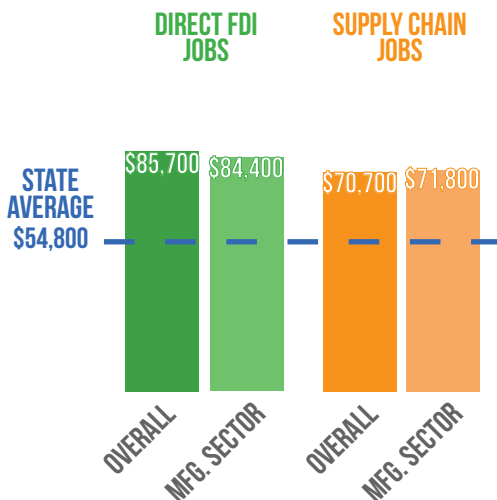 DIRECT FDI
JOBS
SUPPLY CHAIN
JOBS
$85,700
$84,400
$70,700
$71,800
STATE
AVERAGE
$54,800
OVERALL
MFG. SECTOR
OVERALL
MFG. SECTOR